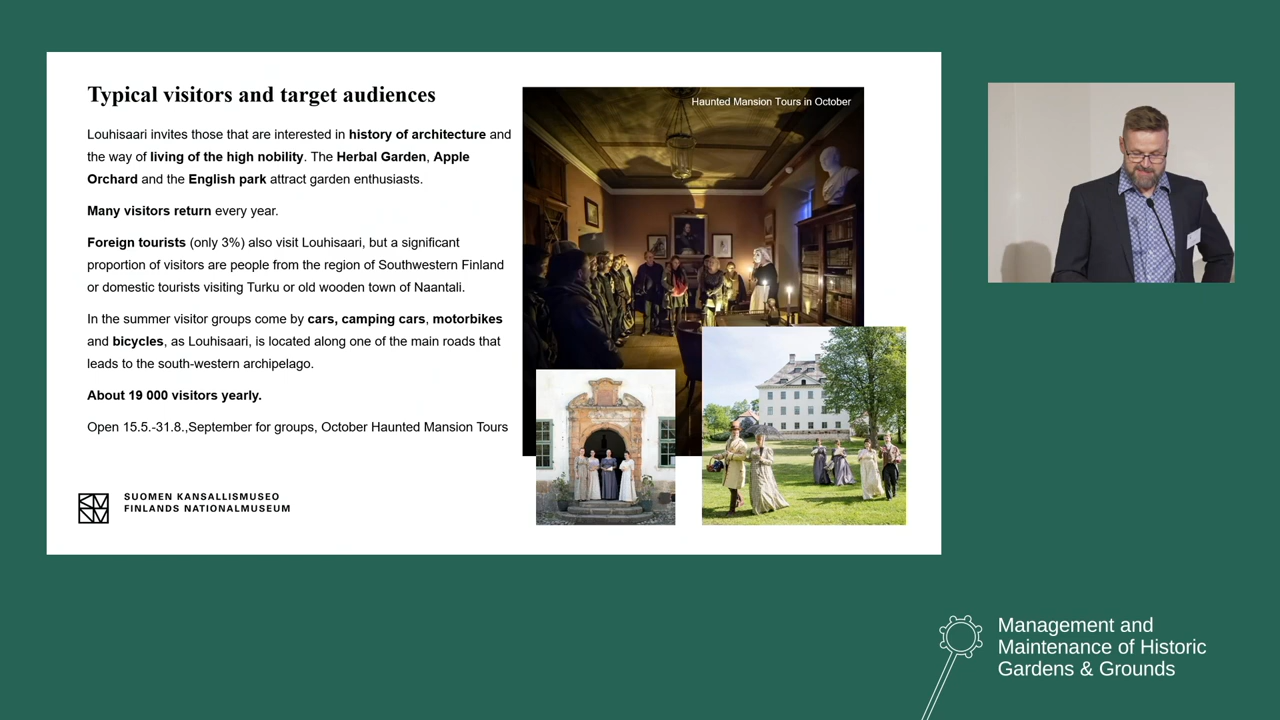 Typical visitors and target audiences
Louhisaari invites those that are interested in history of architecture and
the way of living of the high nobility. The Herbal Garden, Apple
Orchard and the English park attract garden enthusiasts.
Many visitors return every year.
Foreign tourists (only 3%) also visit Louhisaari, but a significant
proportion of visitors are people from the region of Southwestern Finland
or domestic tourists visiting Turku or old wooden town of Naantali.
In the summer visitor groups come by cars, camping cars, motorbikes
and bicycles, as Louhisaari, is located along one of the main roads that
leads to the south-western archipelago.
About 19 000 visitors yearly.
Open 15.5.-31.8.,September for groups, October Haunted Mansion Tours
SUOMEN KANSALLISMUSEO
FINLANDS NATIONALMUSEUM
Haunted Mansion Tours in October
Management and
Maintenance of Historic
Gardens & Grounds